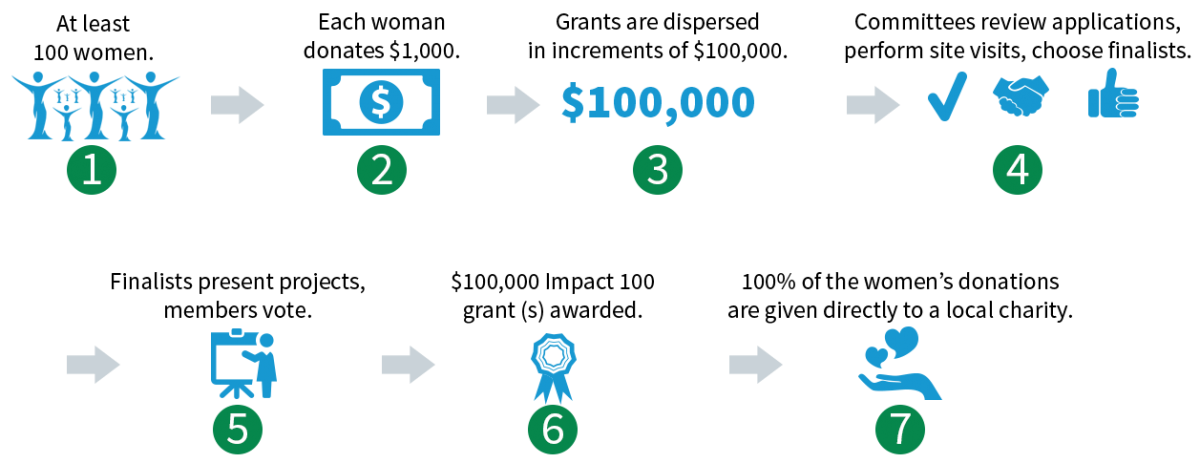 At least
100 women.
Each woman
donates $1,000.
Grants are dispersed
in increments of $100,000.
Committees review applications,
perform site visits, choose finalists.
$
$100,000
1
2
3
4
Finalists present projects,
members vote.
$100,000 Impact 100
grant (s) awarded.
100% of the women’s donations
are given directly to a local charity.
5
6
7